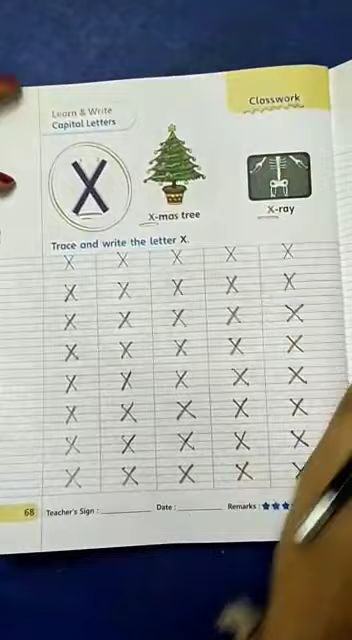 Learn & Write
Capital Letters
Classwork
X
X-mas tree
X-ray
Trace and write the letter X.
X X X X X
X X X X X
X X X X X
X X X X X
X X X X X
X X X X X
X X X X X
X X X X X
68 Teacher's Sign : Date : Remarks :